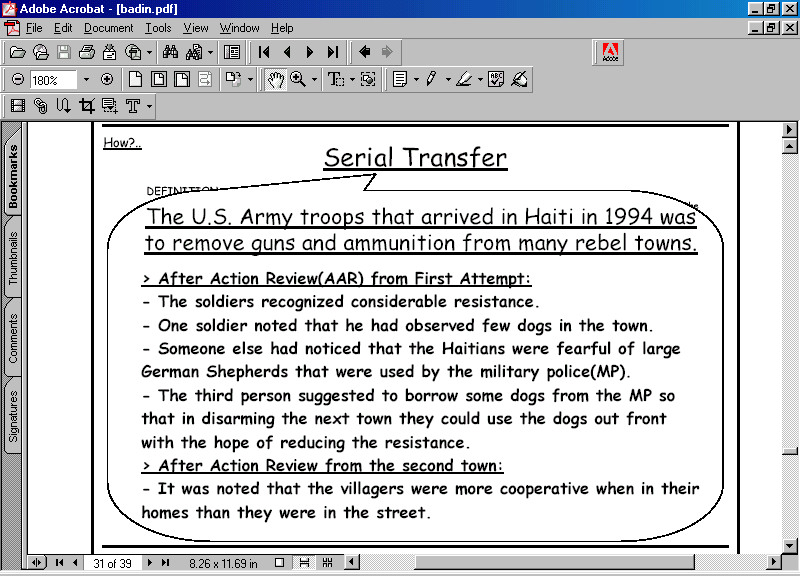 Adobe Acrobat - [badin.pdf]
File Edit Document Tools View Window Help
Adobe
180%
Bookmarks
Thumbnails
Comments
Signatures
How?..
Serial Transfer
DEFINITION
The U.S. Army troops that arrived in Haiti in 1994 was
to remove guns and ammunition from many rebel towns.
> After Action Review(AAR) from First Attempt:
- The soldiers recognized considerable resistance.
- One soldier noted that he had observed few dogs in the town.
- Someone else had noticed that the Haitians were fearful of large
German Shepherds that were used by the military police(MP).
- The third person suggested to borrow some dogs from the MP so
that in disarming the next town they could use the dogs out front
with the hope of reducing the resistance.
> After Action Review from the second town:
- It was noted that the villagers were more cooperative when in their
homes than they were in the street.
31 of 39
8.26 x 11.69 in